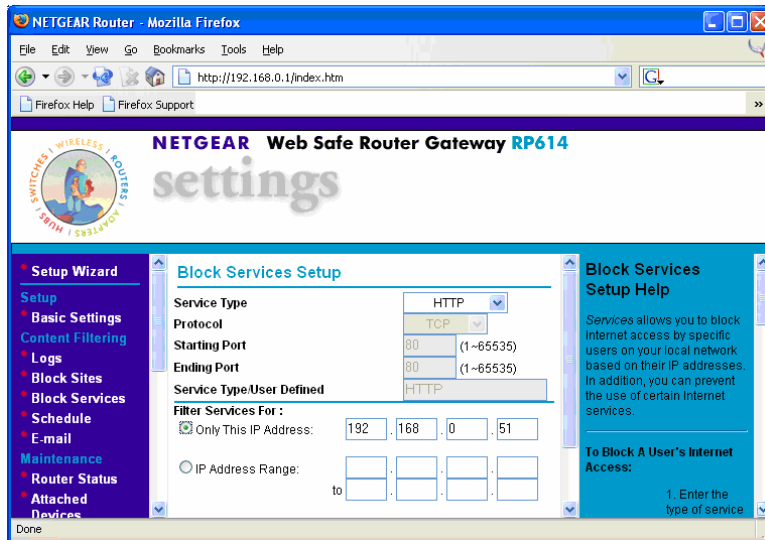 NETGEAR Router - Mozilla Firefox
File Edit View Go Bookmarks Tools Help
http://192.168.0.1/index.htm
G
Firefox Help Firefox Support »
SWITCHES | WIRELESS | ROUTERS | ADAPTERS | HUBS |
NETGEAR Web Safe Router Gateway RP614
settings
Setup Wizard
Setup
Basic Settings
Content Filtering
Logs
Block Sites
Block Services
Schedule
E-mail
Maintenance
Router Status
Attached
Devices
Block Services Setup
Service Type HTTP
Protocol TCP
Starting Port 80 (1~65535)
Ending Port 80 (1~65535)
Service Type/User Defined HTTP
Filter Services For :
Only This IP Address: 192 . 168 . 0 . 51
IP Address Range: . . .
to . . .
Block Services
Setup Help
Services allows you to block
Internet access by specific
users on your local network
based on their IP addresses.
In addition, you can prevent
the use of certain Internet
services.
To Block A User's Internet
Access:
1. Enter the
type of service
Done